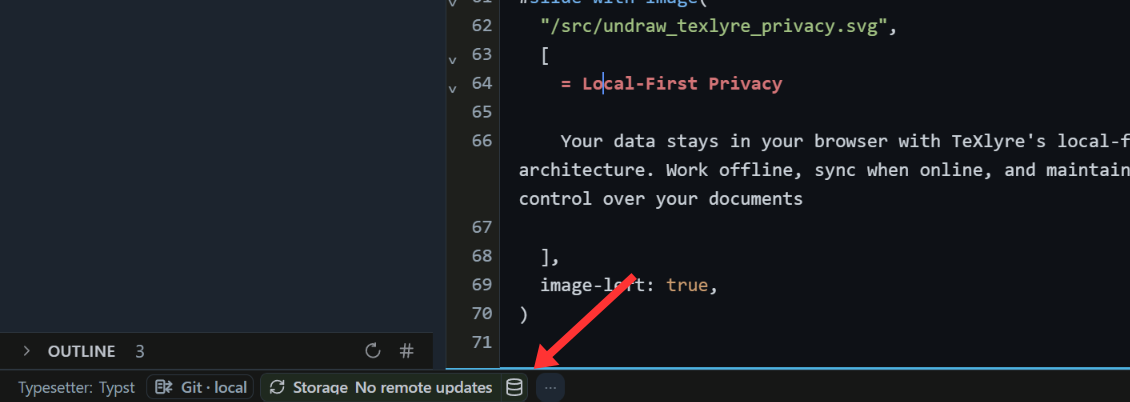 62 "/src/undraw_texlyre_privacy.svg",
63 [
64 = Local-First Privacy
65
66 Your data stays in your browser with TeXlyre's local-f
architecture. Work offline, sync when online, and maintain
control over your documents
67
68 ],
69 image-left: true,
70 )
71
OUTLINE 3
Typesetter: Typst Git · local Storage No remote updates ...